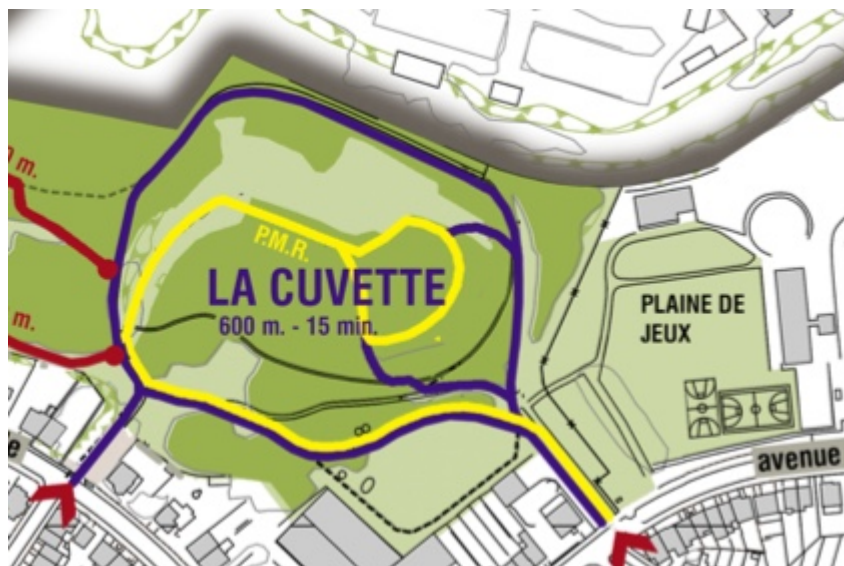 m.
P.M.R.
LA CUVETTE
600 m. - 15 min.
PLAINE DE
JEUX
m.
avenue